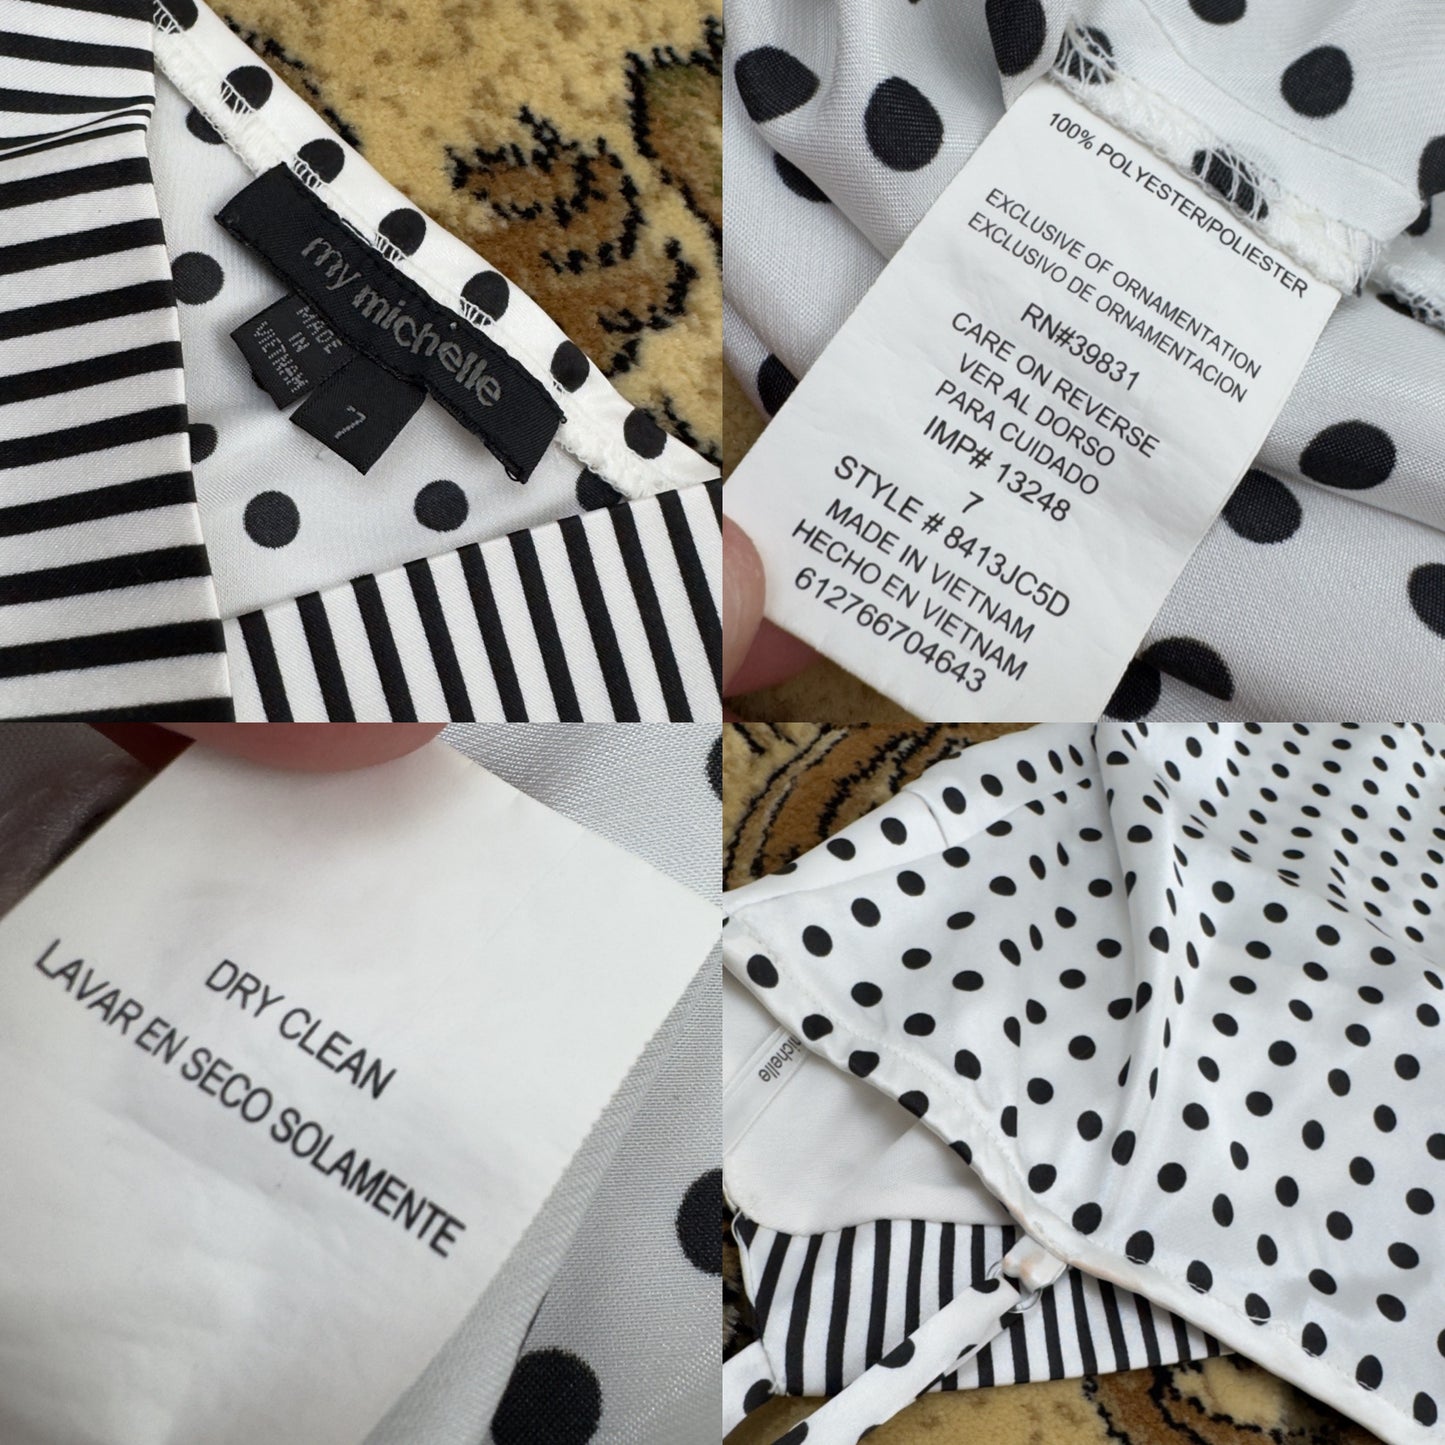 my michelle
MADE
IN
VIETNAM
7
100% POLYESTER/POLIESTER
EXCLUSIVE OF ORNAMENTATION
EXCLUSIVO DE ORNAMENTACION
RN#39831
CARE ON REVERSE
VER AL DORSO
PARA CUIDADO
IMP# 13248
7
STYLE # 8413JC5D
MADE IN VIETNAM
HECHO EN VIETNAM
612766704643
DRY CLEAN
LAVAR EN SECO SOLAMENTE
michelle